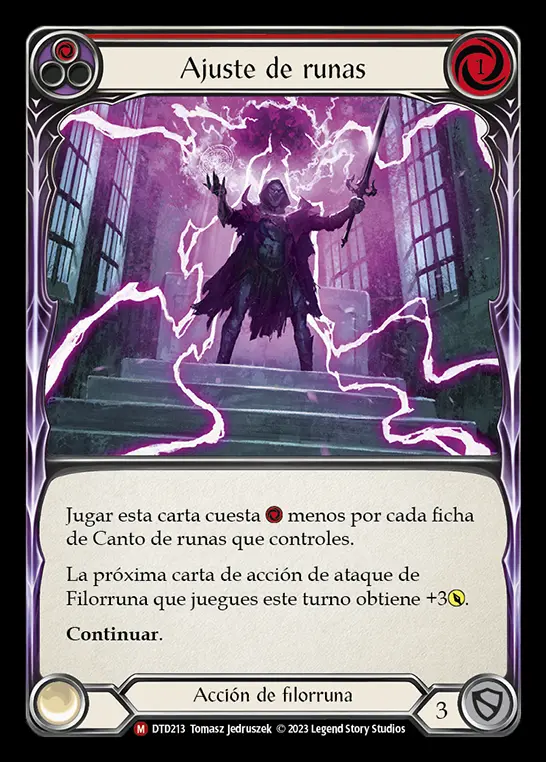 Ajuste de runas
1
Jugar esta carta cuesta menos por cada ficha
de Canto de runas que controles.
La próxima carta de acción de ataque de
Filorruna que juegues este turno obtiene +3.
Continuar.
Acción de filorruna
3
M DTD213 Tomasz Jedruszek © 2023 Legend Story Studios